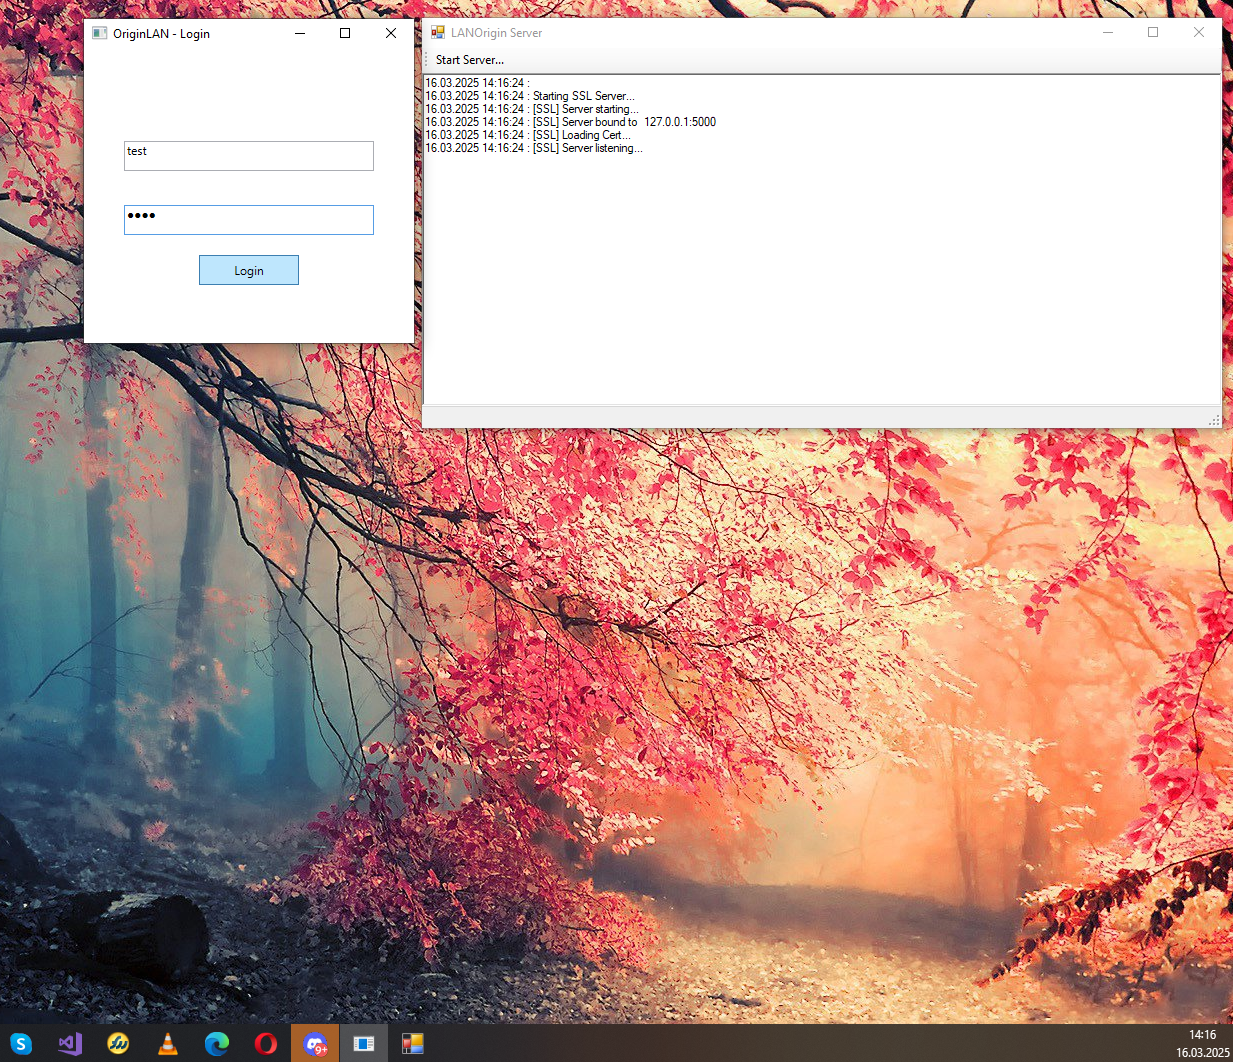 OriginLAN - Login
test
••••
Login
LANOrigin Server
Start Server...
16.03.2025 14:16:24 :
16.03.2025 14:16:24 : Starting SSL Server...
16.03.2025 14:16:24 : [SSL] Server starting...
16.03.2025 14:16:24 : [SSL] Server bound to  127.0.0.1:5000
16.03.2025 14:16:24 : [SSL] Loading Cert...
16.03.2025 14:16:24 : [SSL] Server listening...
S
9+
14:16
16.03.2025